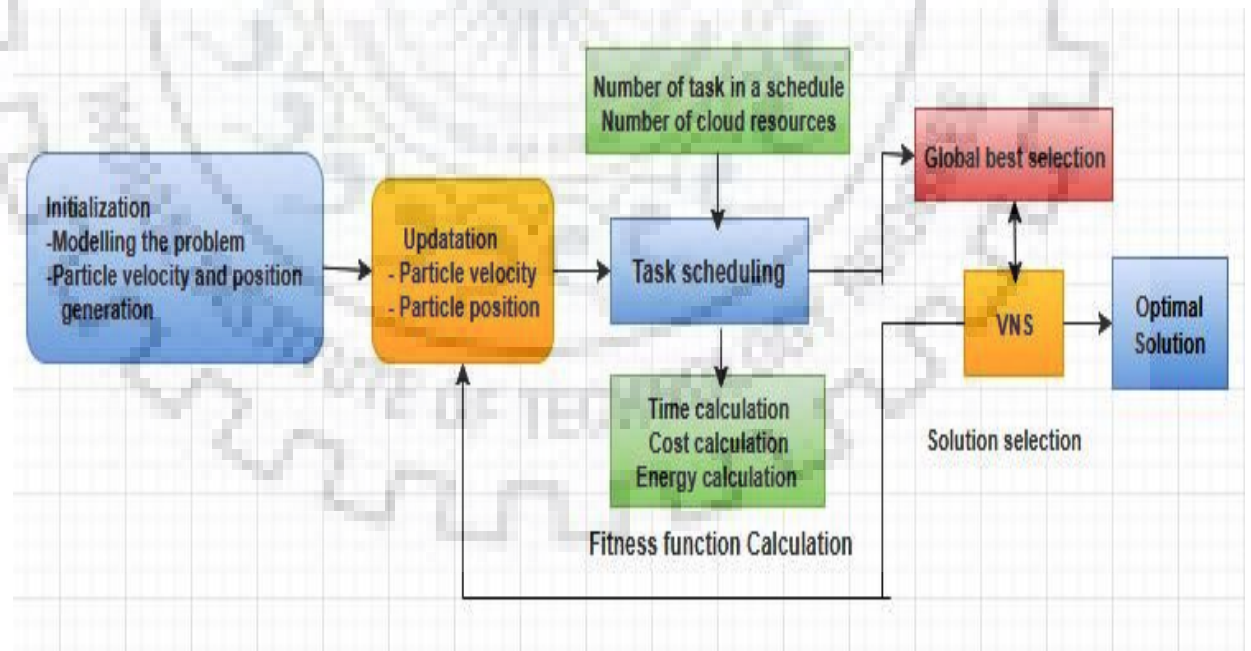 Initialization
-Modelling the problem
-Particle velocity and position
generation
Updatation
- Particle velocity
- Particle position
Number of task in a schedule
Number of cloud resources
Task scheduling
Time calculation
Cost calculation
Energy calculation
Fitness function Calculation
Global best selection
VNS
Optimal
Solution
Solution selection